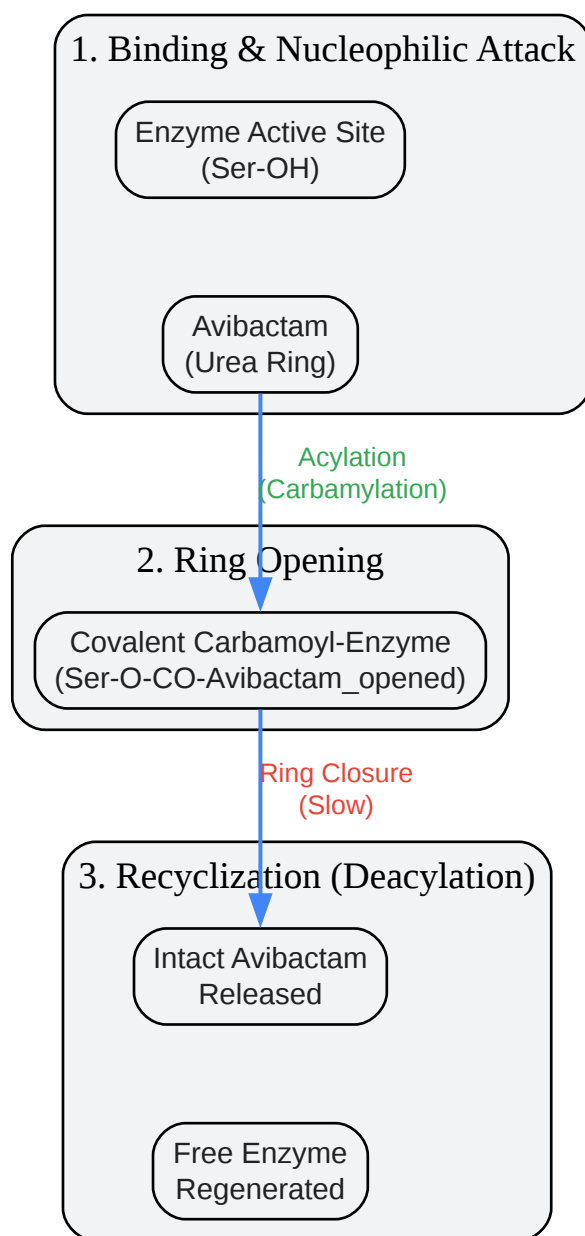 1. Binding & Nucleophilic Attack
Enzyme Active Site
(Ser-OH)
Avibactam
(Urea Ring)
Acylation
(Carbamylation)
2. Ring Opening
Covalent Carbamoyl-Enzyme
(Ser-O-CO-Avibactam_opened)
Ring Closure
(Slow)
3. Recyclization (Deacylation)
Intact Avibactam
Released
Free Enzyme
Regenerated